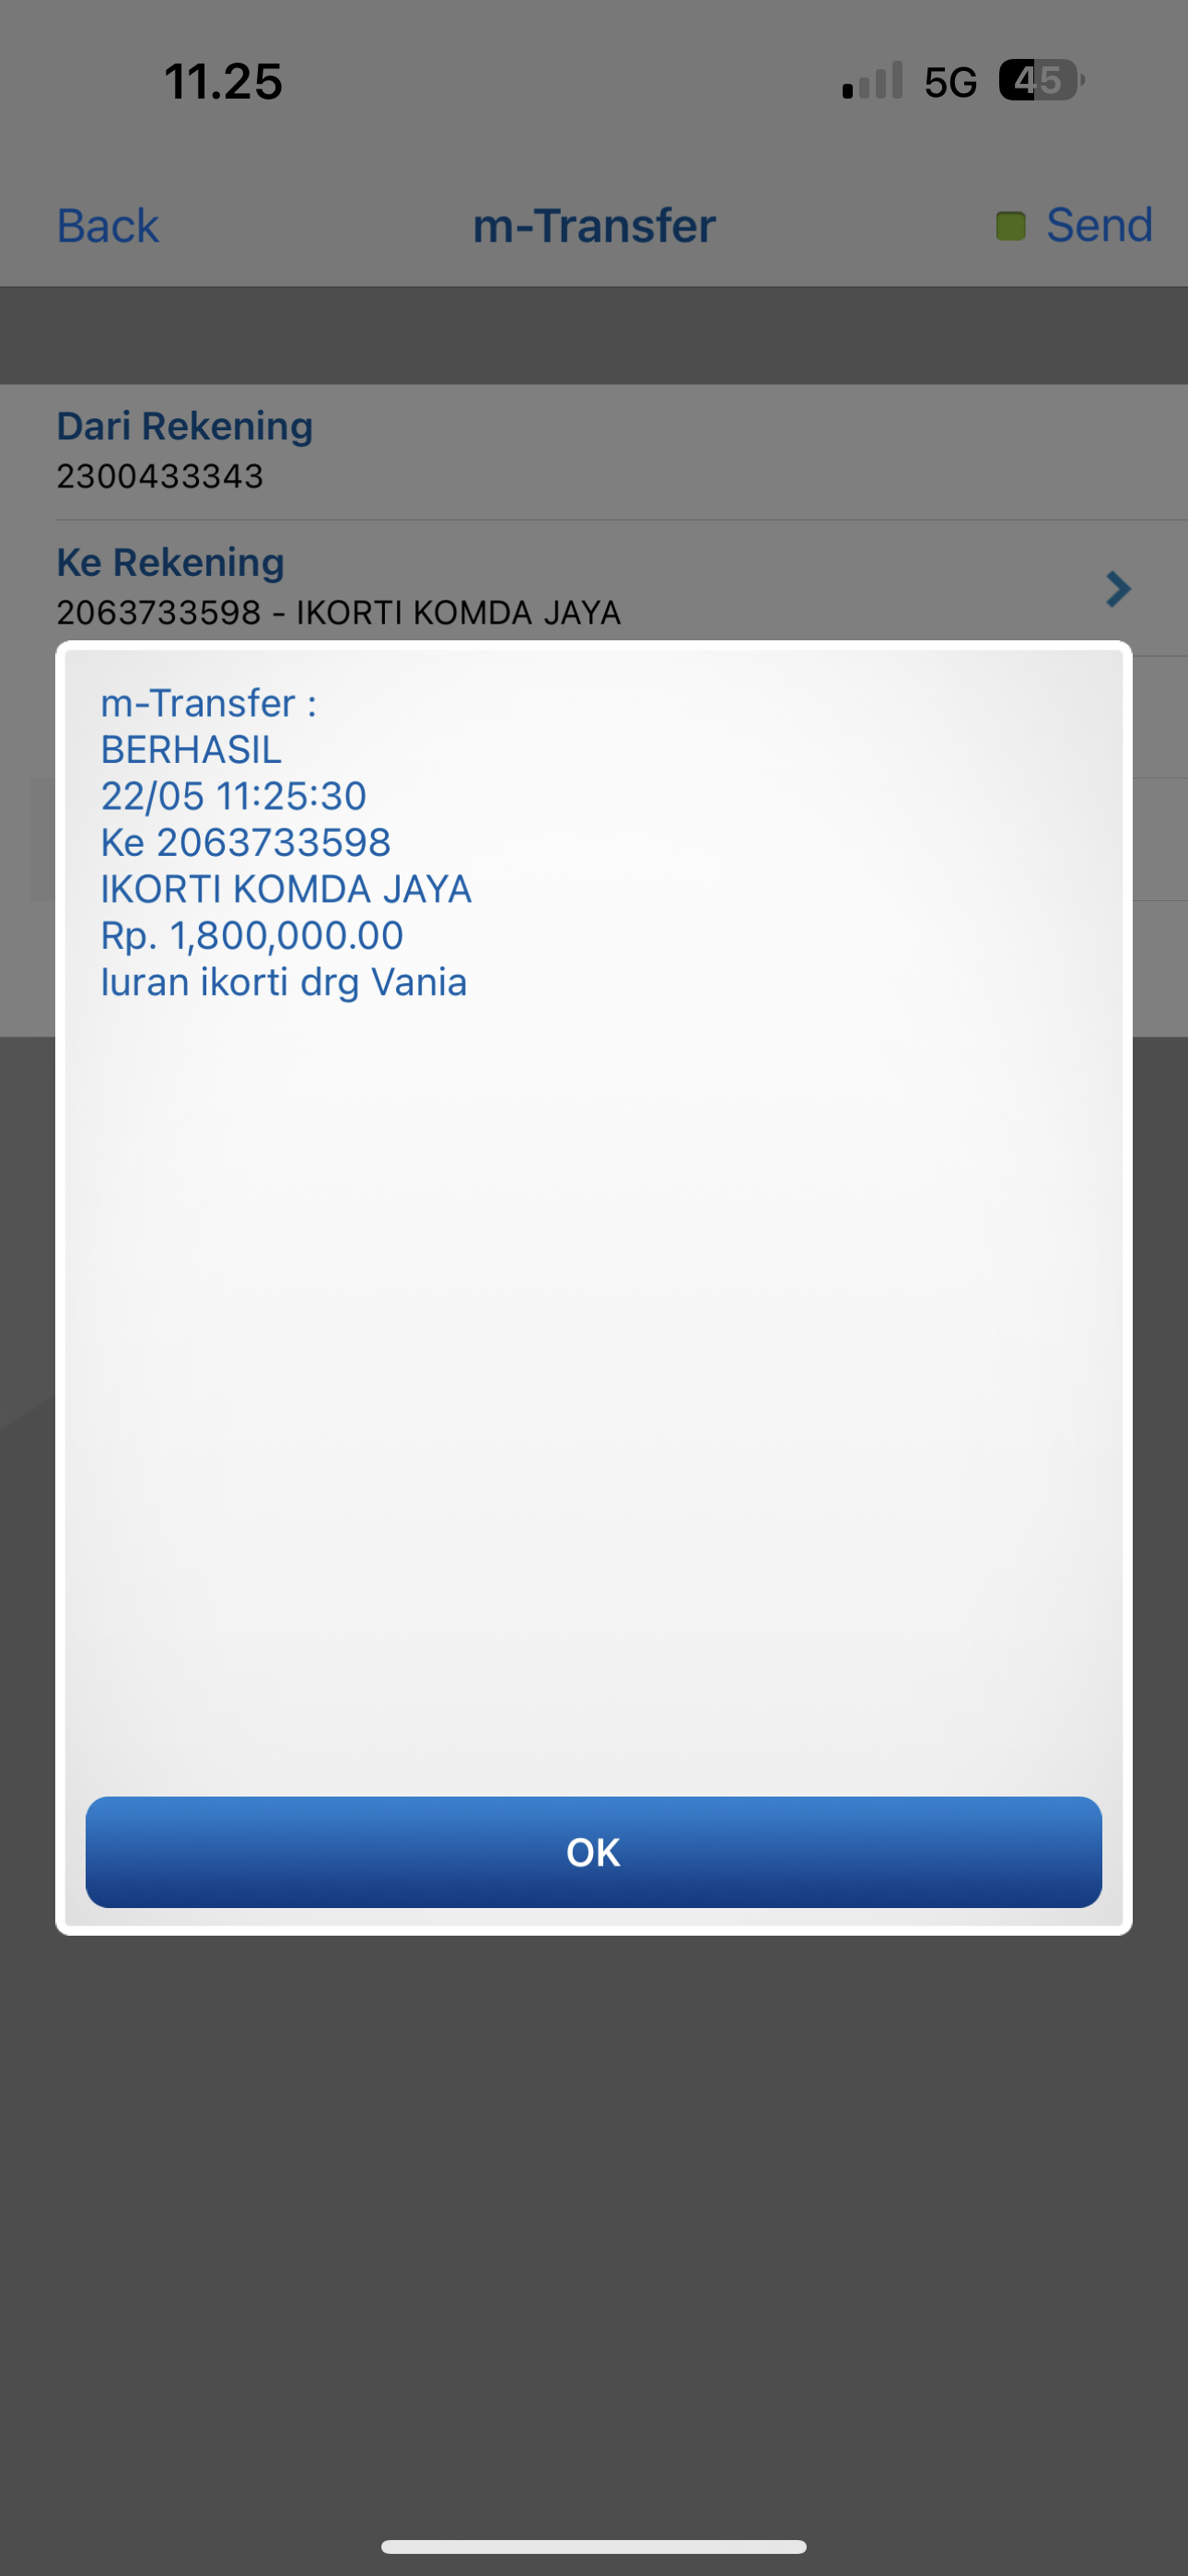 11.25
5G
45
Back
m-Transfer
Send
Dari Rekening
2300433343
Ke Rekening
2063733598 - IKORTI KOMDA JAYA
m-Transfer :
BERHASIL
22/05 11:25:30
Ke 2063733598
IKORTI KOMDA JAYA
Rp. 1,800,000.00
Iuran ikorti drg Vania
OK